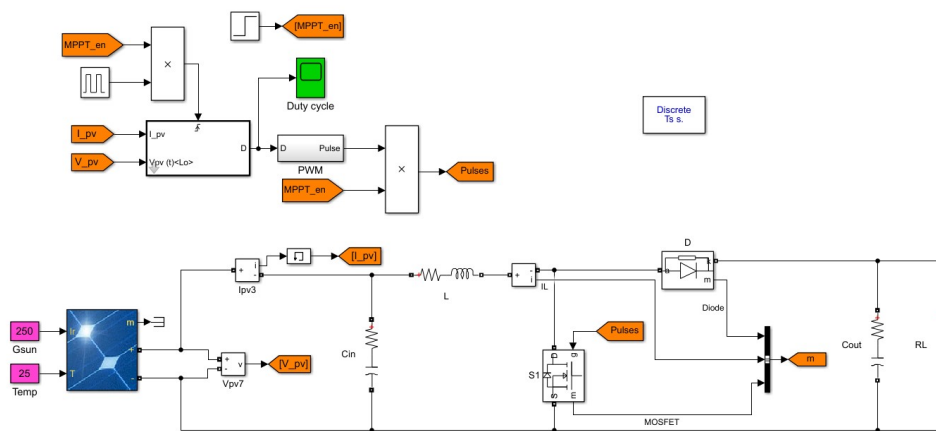 MPPT_en
[MPPT_en]
×
Duty cycle
I_pv
I_pv
V_pv
Vpv (t)<Lo>
D
D
Pulse
PWM
MPPT_en
×
Pulses
Discrete
Ts s.
i
+
-
Ipv3
[I_pv]
L
+
-
i
IL
D
a
k
m
Diode
250
Gsun
Ir
m
+
25
Temp
T
-
+
-
v
Vpv7
[V_pv]
Cin
Pulses
D
g
S1
S
m
MOSFET
m
Cout
RL